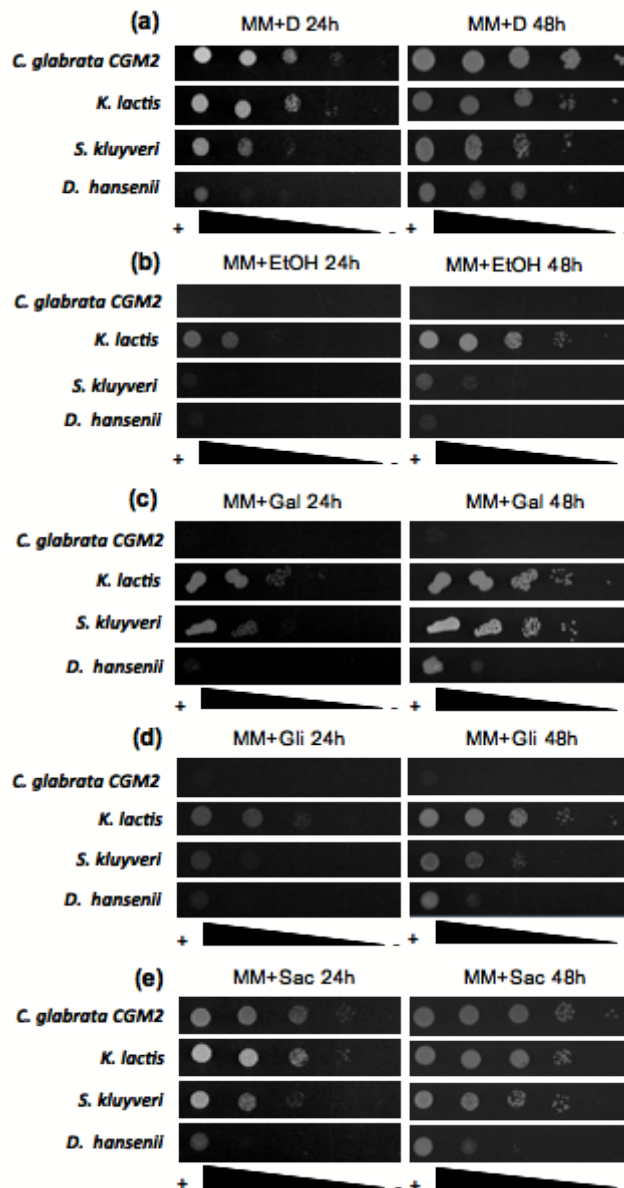 (a) MM+D 24h MM+D 48h
C. glabrata CGM2
K. lactis
S. kluyveri
D. hansenii
+ - +
(b) MM+EtOH 24h MM+EtOH 48h
C. glabrata CGM2
K. lactis
S. kluyveri
D. hansenii
+ - +
(c) MM+Gal 24h MM+Gal 48h
C. glabrata CGM2
K. lactis
S. kluyveri
D. hansenii
+ - +
(d) MM+Gli 24h MM+Gli 48h
C. glabrata CGM2
K. lactis
S. kluyveri
D. hansenii
+ - +
(e) MM+Sac 24h MM+Sac 48h
C. glabrata CGM2
K. lactis
S. kluyveri
D. hansenii
+ - +